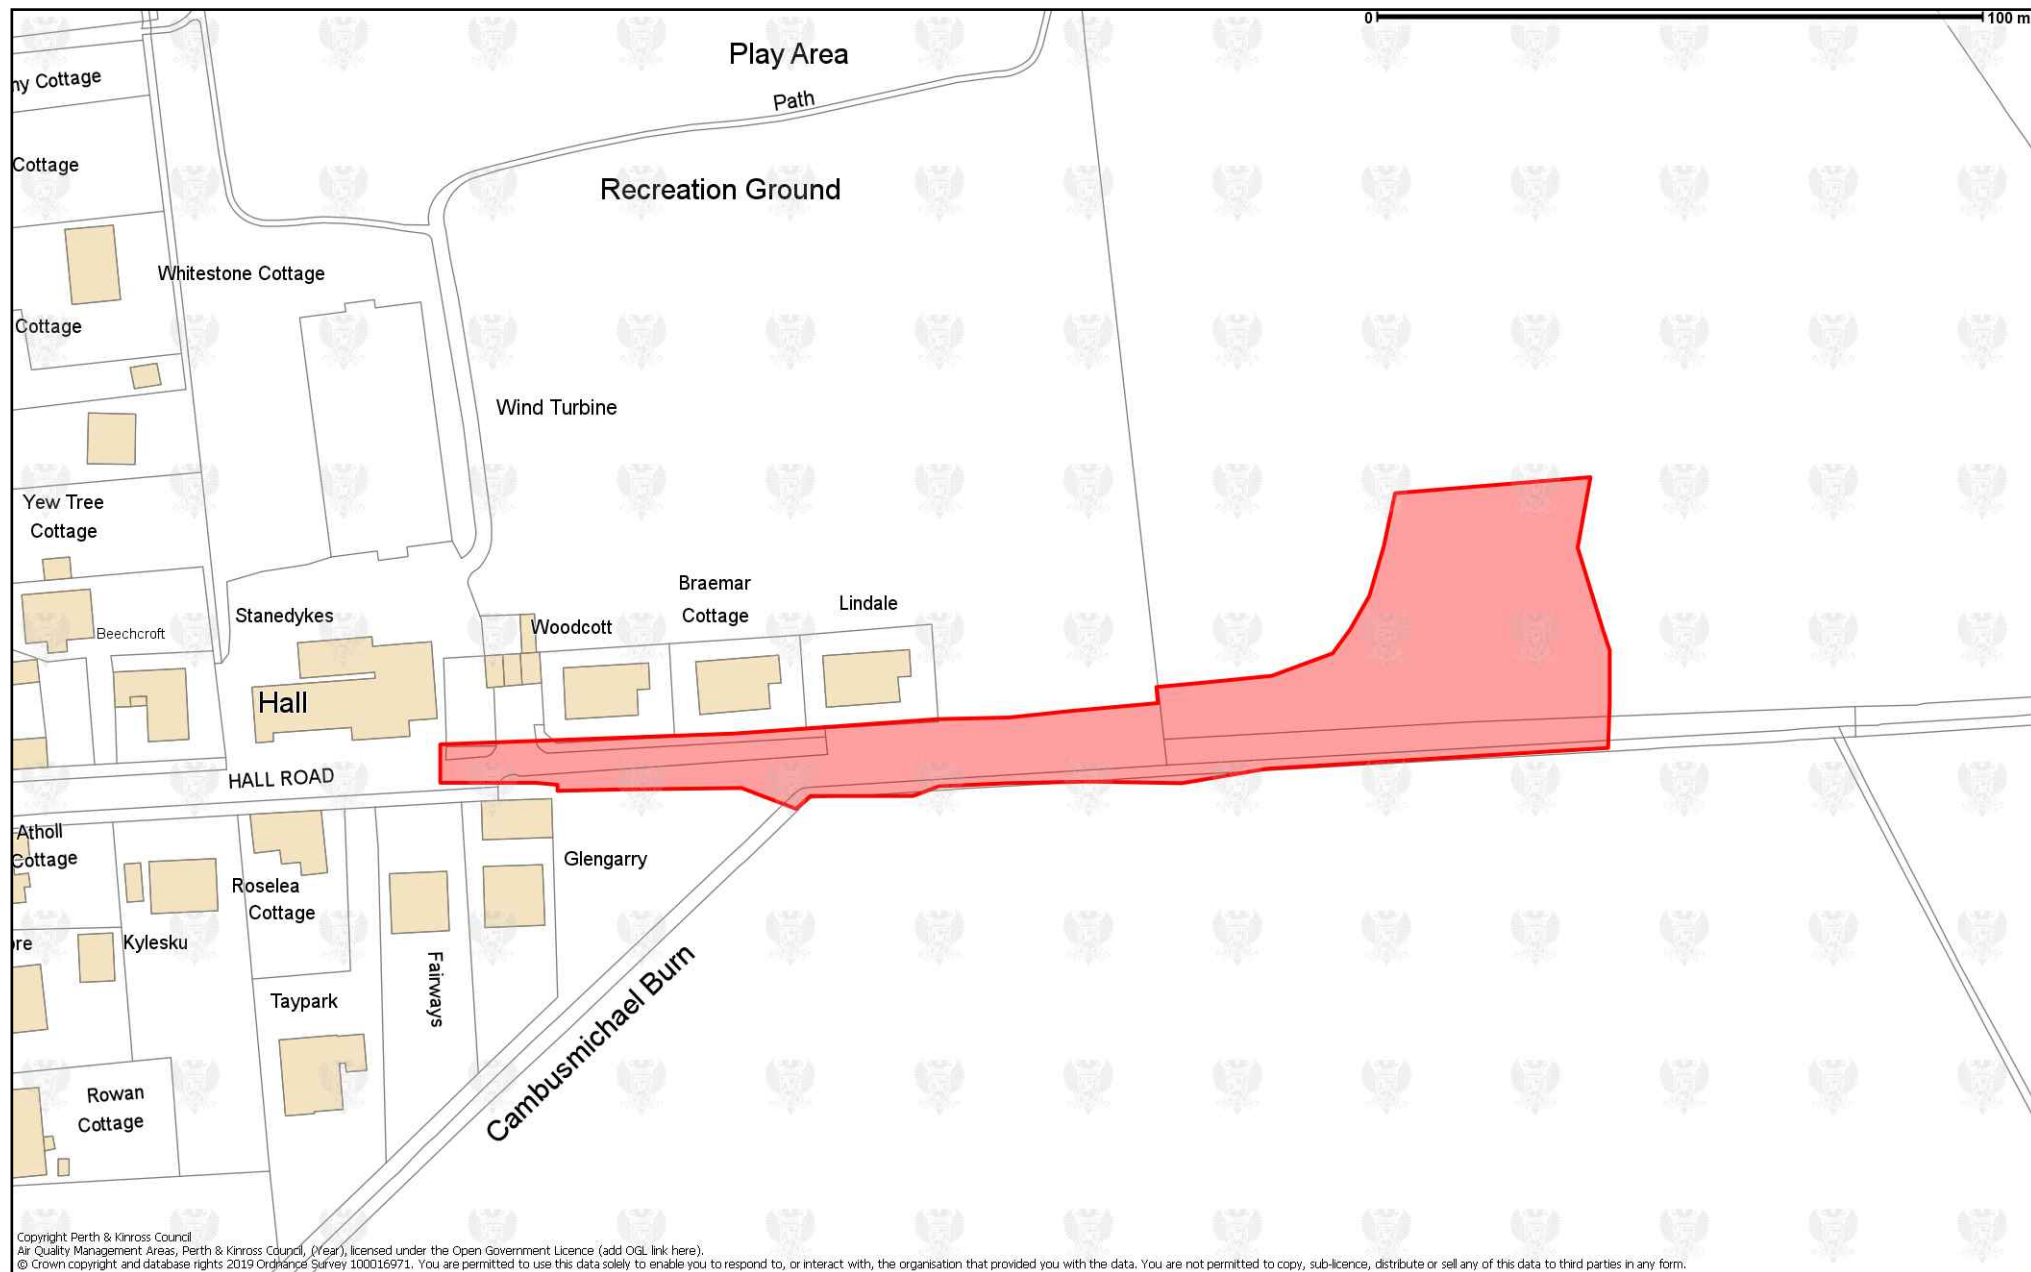 0 100 m
Play Area
ny Cottage
Path
Cottage
Recreation Ground
Whitestone Cottage
Cottage
Wind Turbine
Yew Tree
Cottage
Braemar
Cottage
Lindale
Stanedykes
Woodcott
Beechcroft
Hall
HALL ROAD
Atholl
Cottage
Glengarry
Roselea
Cottage
ore
Kylesku
Fairways
Cambusmichael Burn
Taypark
Rowan
Cottage
Copyright Perth & Kinross Council
Air Quality Management Areas, Perth & Kinross Council, (Year), licensed under the Open Government Licence (add OGL link here).
© Crown copyright and database rights 2019 Ordnance Survey 100016971. You are permitted to use this data solely to enable you to respond to, or interact with, the organisation that provided you with the data. You are not permitted to copy, sub-licence, distribute or sell any of this data to third parties in any form.